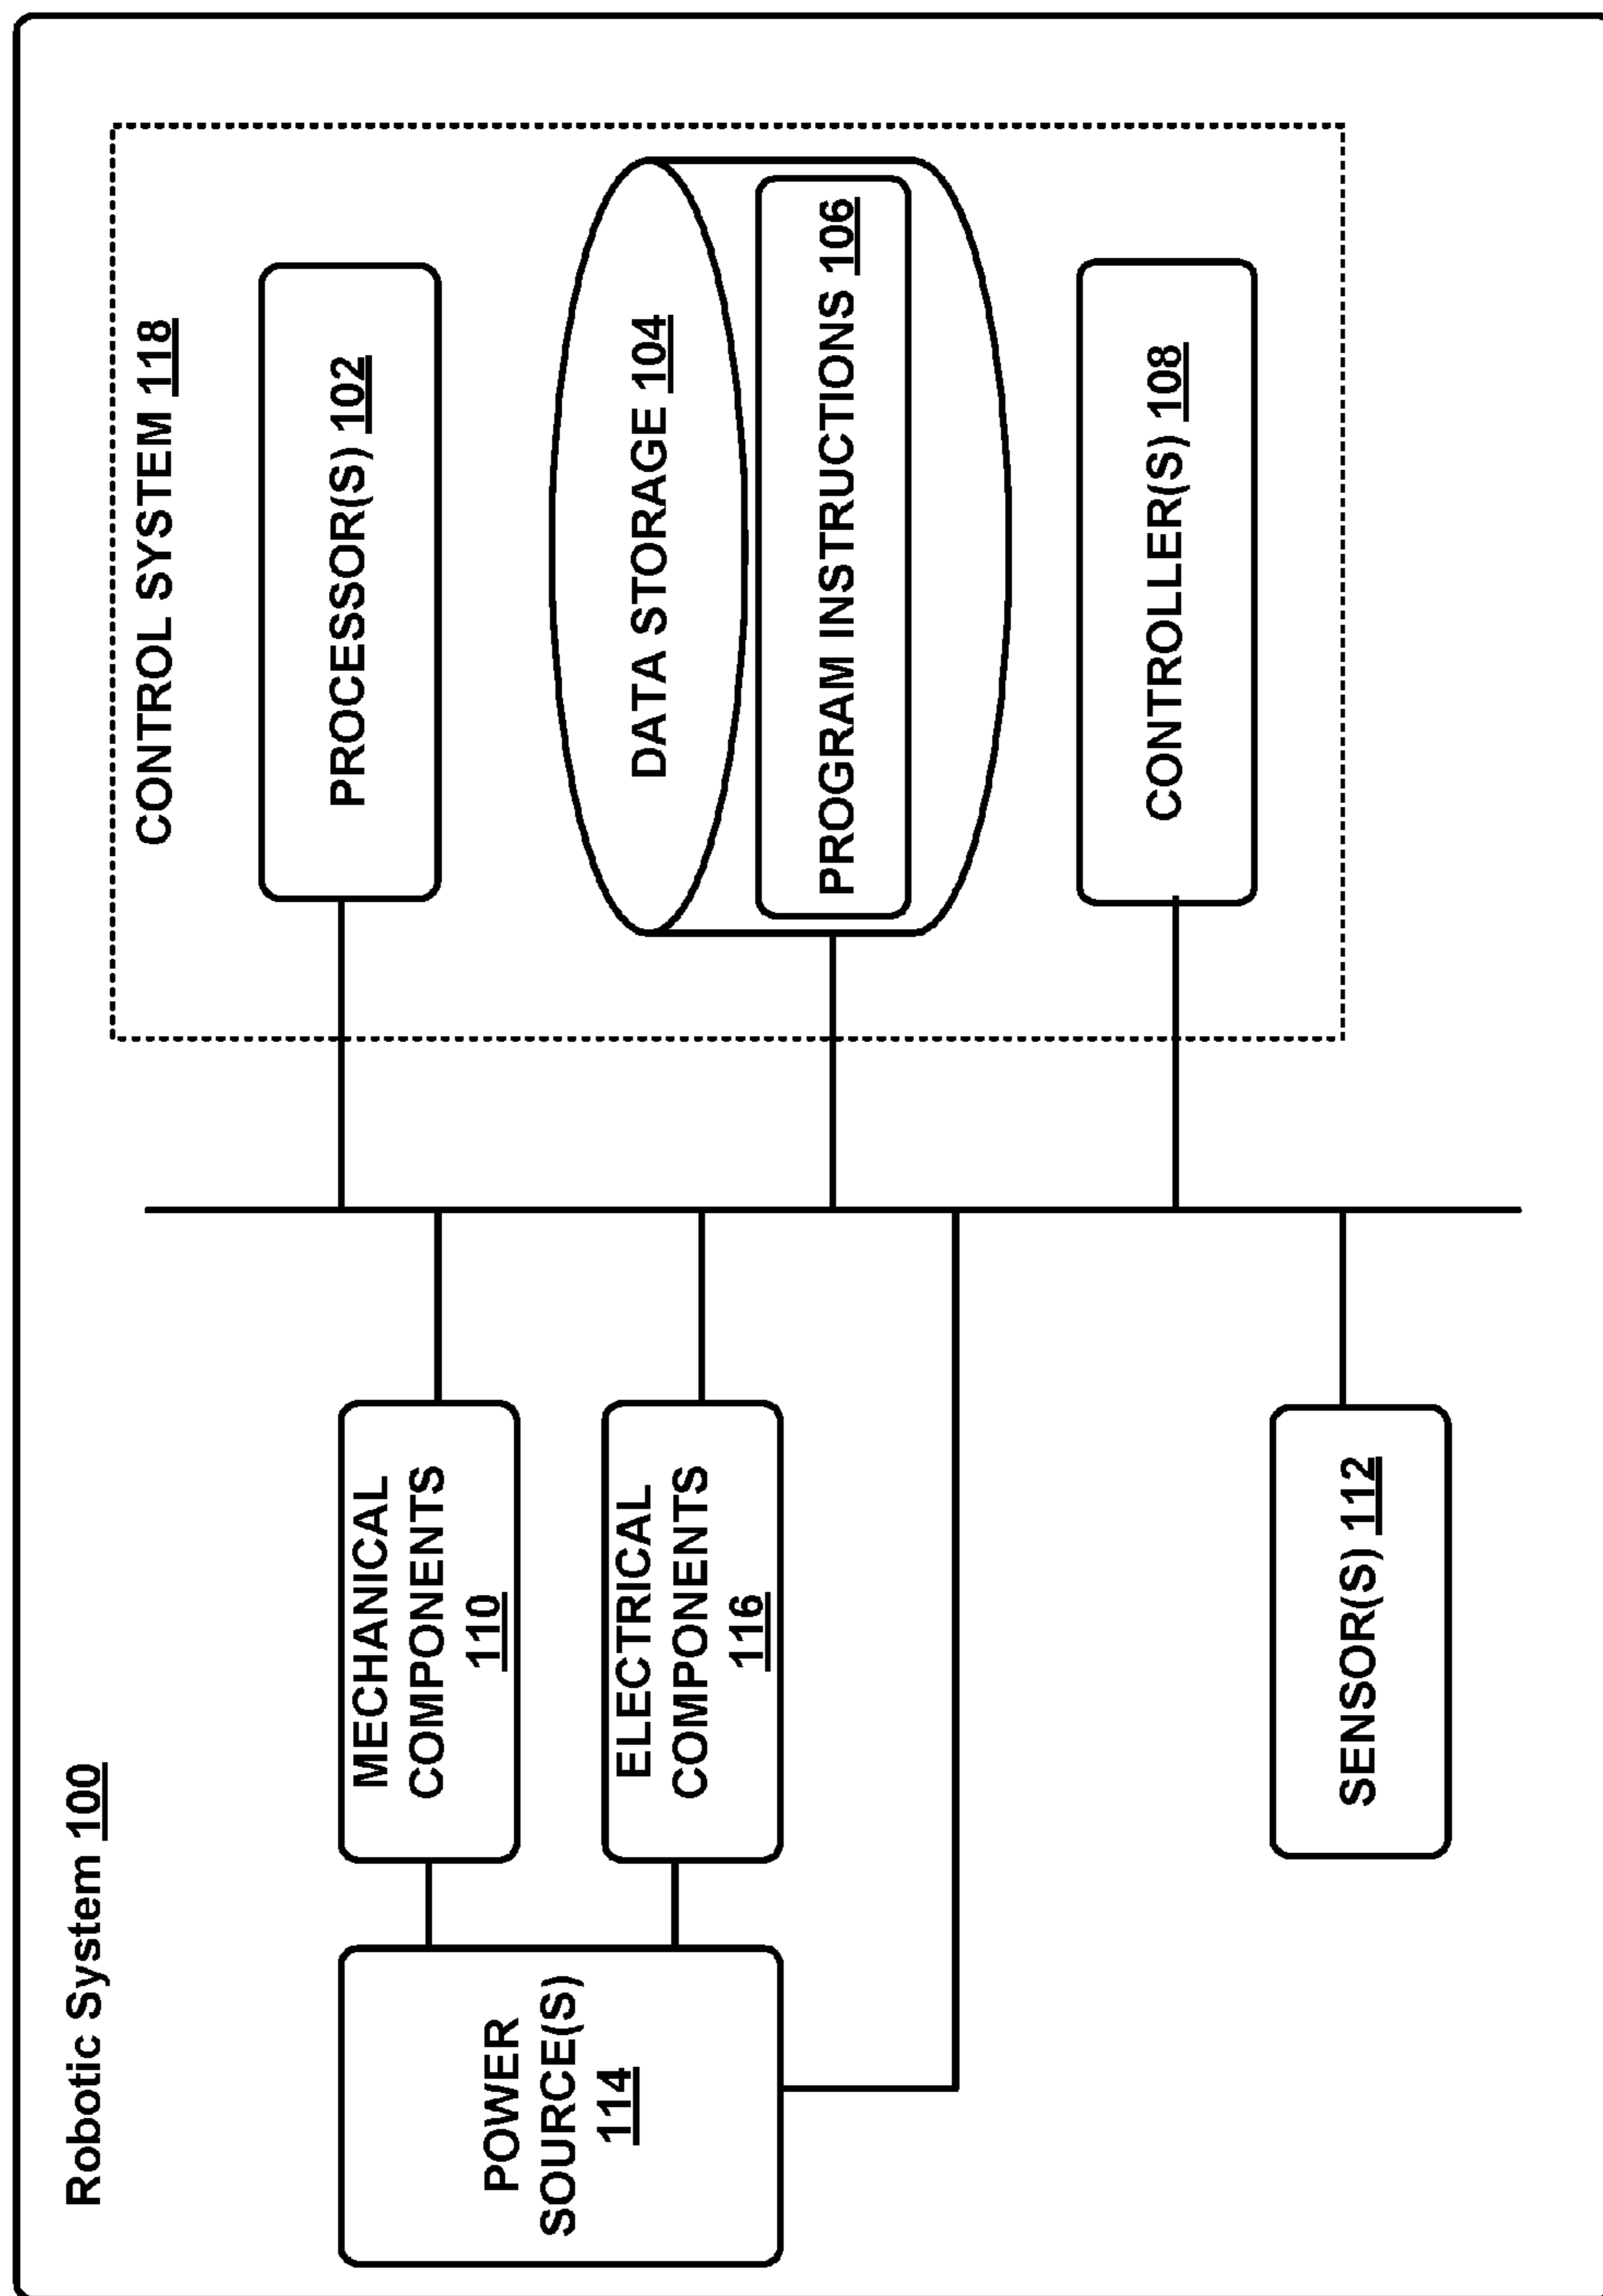 Robotic System 100
CONTROL SYSTEM 118
PROCESSOR(S) 102
DATA STORAGE 104
PROGRAM INSTRUCTIONS 106
CONTROLLER(S) 108
MECHANICAL
COMPONENTS
110
ELECTRICAL
COMPONENTS
116
POWER
SOURCE(S)
114
SENSOR(S) 112